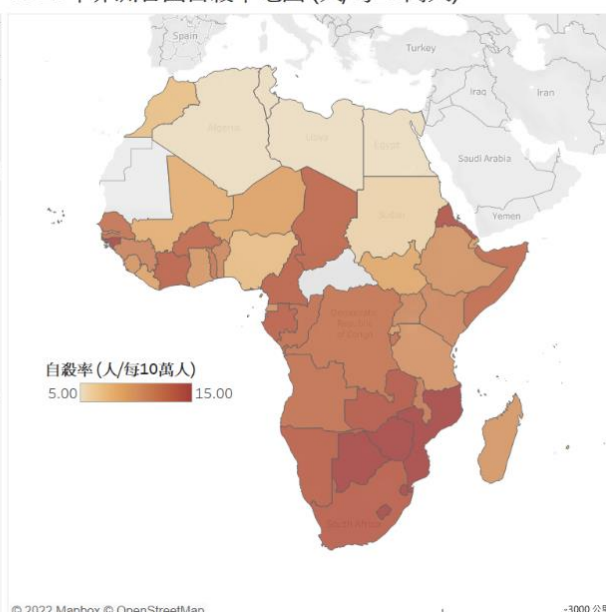 Spain
Turkey
Iraq
Iran
Algeria
Libya
Egypt
Saudi Arabia
Sudan
Yemen
Democratic
Republic
of Congo
自殺率 (人/每10萬人)
5.00
15.00
South Africa
© 2022 Mapbox © OpenStreetMap